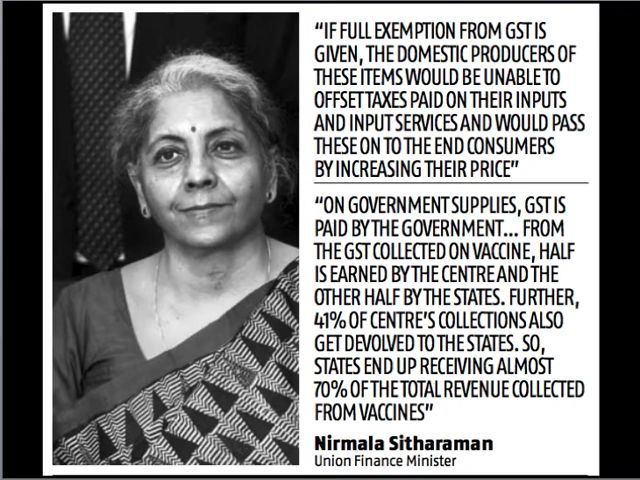 “IF FULL EXEMPTION FROM GST IS
GIVEN, THE DOMESTIC PRODUCERS OF
THESE ITEMS WOULD BE UNABLE TO
OFFSET TAXES PAID ON THEIR INPUTS
AND INPUT SERVICES AND WOULD PASS
THESE ON TO THE END CONSUMERS
BY INCREASING THEIR PRICE”
“ON GOVERNMENT SUPPLIES, GST IS
PAID BY THE GOVERNMENT... FROM
THE GST COLLECTED ON VACCINE, HALF
IS EARNED BY THE CENTRE AND THE
OTHER HALF BY THE STATES. FURTHER,
41% OF CENTRE’S COLLECTIONS ALSO
GET DEVOLVED TO THE STATES. SO,
STATES END UP RECEIVING ALMOST
70% OF THE TOTAL REVENUE COLLECTED
FROM VACCINES”
Nirmala Sitharaman
Union Finance Minister